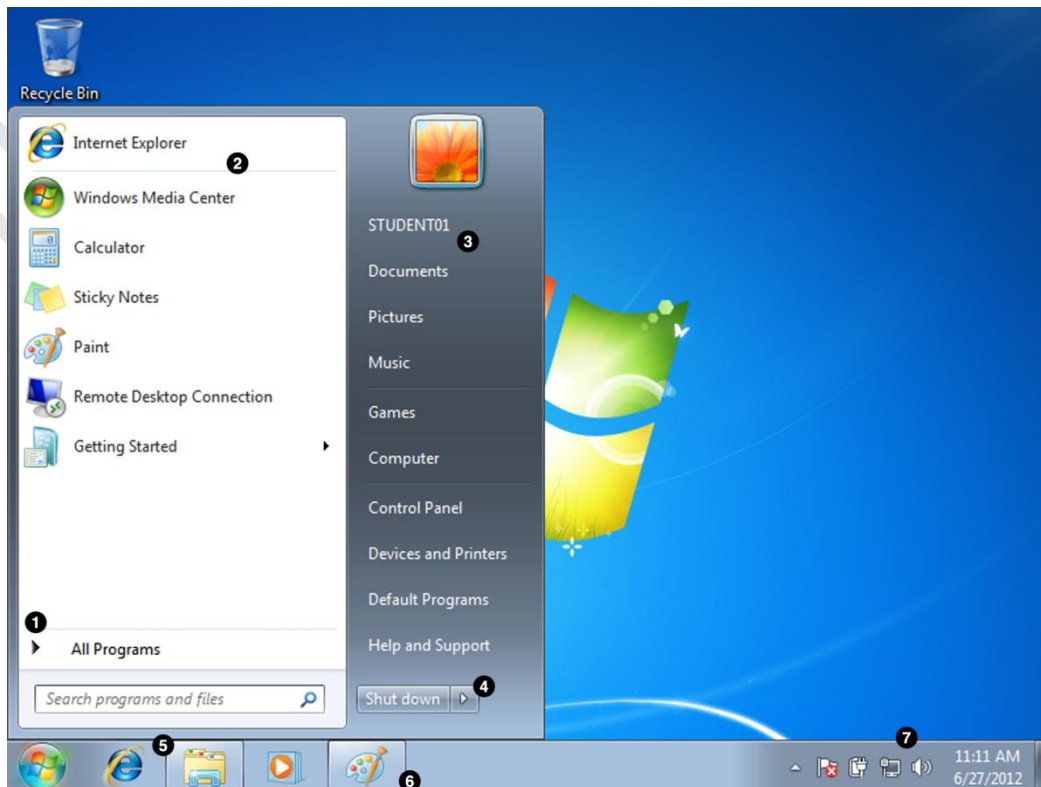 Recycle Bin
Internet Explorer
2
Windows Media Center
Calculator
Sticky Notes
Paint
Remote Desktop Connection
Getting Started
1
All Programs
Search programs and files
STUDENT01
3
Documents
Pictures
Music
Games
Computer
Control Panel
Devices and Printers
Default Programs
Help and Support
Shut down
4
5
6
7
11:11 AM
6/27/2012